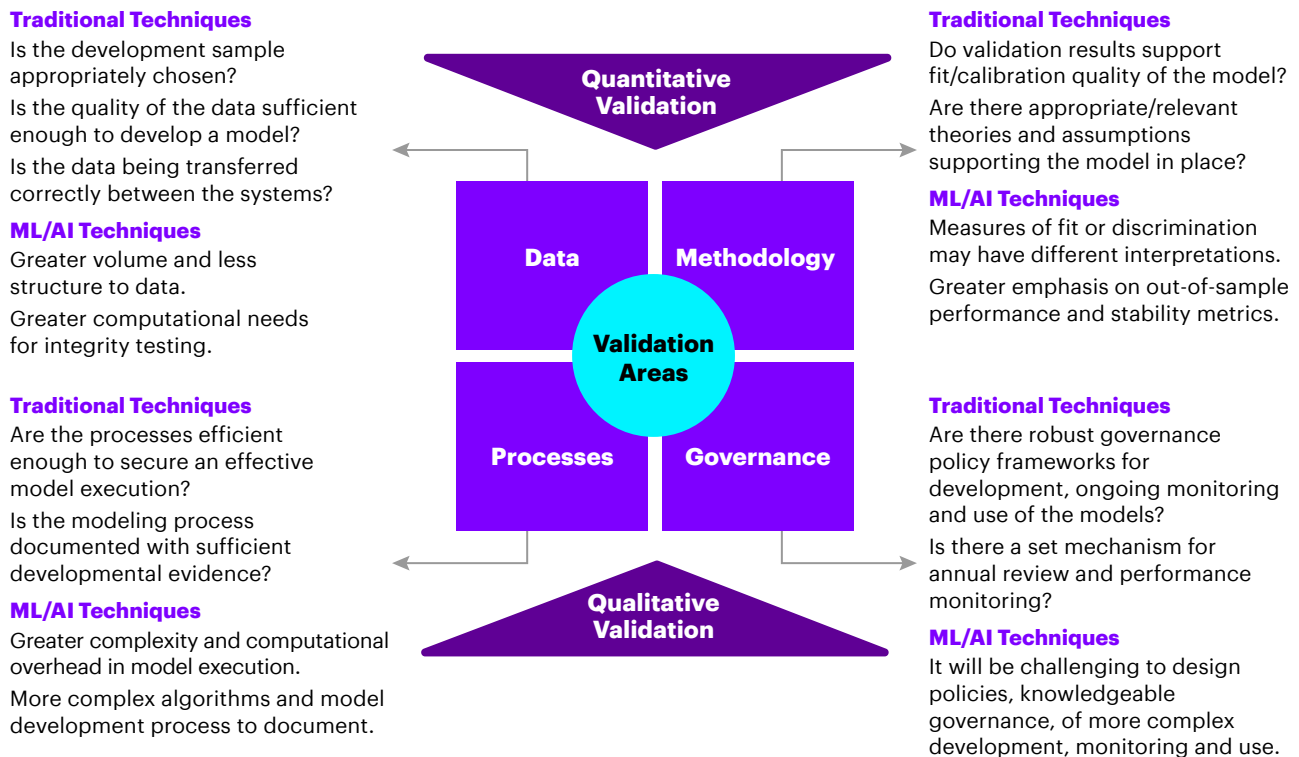 Traditional Techniques
Is the development sample
appropriately chosen?
Is the quality of the data sufficient
enough to develop a model?
Is the data being transferred
correctly between the systems?
ML/AI Techniques
Greater volume and less
structure to data.
Greater computational needs
for integrity testing.
Quantitative
Validation
Traditional Techniques
Do validation results support
fit/calibration quality of the model?
Are there appropriate/relevant
theories and assumptions
supporting the model in place?
ML/AI Techniques
Measures of fit or discrimination
may have different interpretations.
Greater emphasis on out-of-sample
performance and stability metrics.
Data
Methodology
Validation
Areas
Processes
Governance
Traditional Techniques
Are the processes efficient
enough to secure an effective
model execution?
Is the modeling process
documented with sufficient
developmental evidence?
ML/AI Techniques
Greater complexity and computational
overhead in model execution.
More complex algorithms and model
development process to document.
Qualitative
Validation
Traditional Techniques
Are there robust governance
policy frameworks for
development, ongoing monitoring
and use of the models?
Is there a set mechanism for
annual review and performance
monitoring?
ML/AI Techniques
It will be challenging to design
policies, knowledgeable
governance, of more complex
development, monitoring and use.